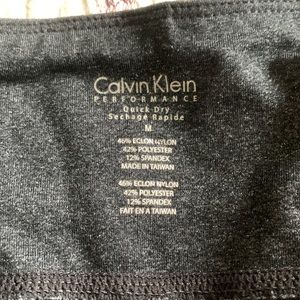 Calvin Klein
PERFORMANCE
Quick Dry
Sechage Rapide
M
46% ECLON NYLON
42% POLYESTER
12% SPANDEX
MADE IN TAIWAN
46% ECLON NYLON
42% POLYESTER
12% SPANDEX
FAIT EN A TAIWAN